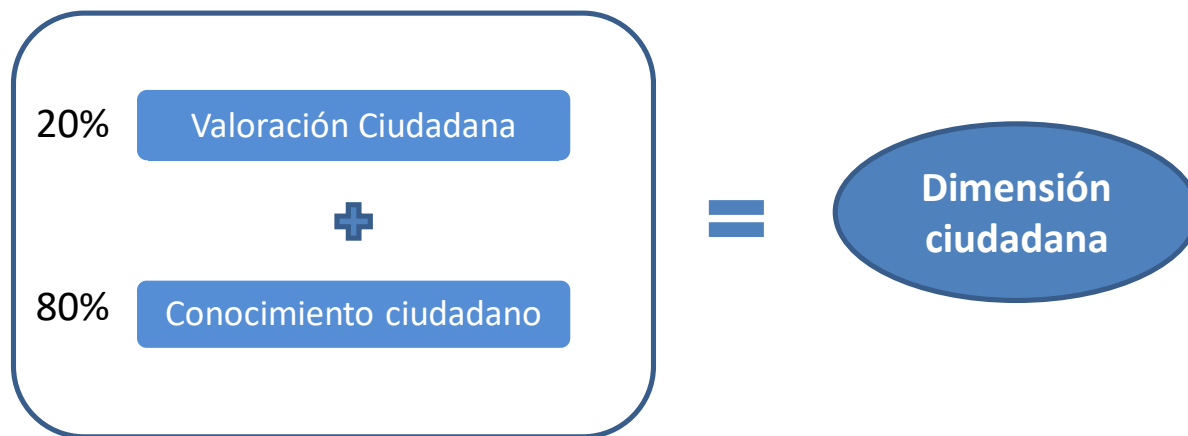 20%
Valoración Ciudadana
80%
Conocimiento ciudadano
Dimensión
ciudadana